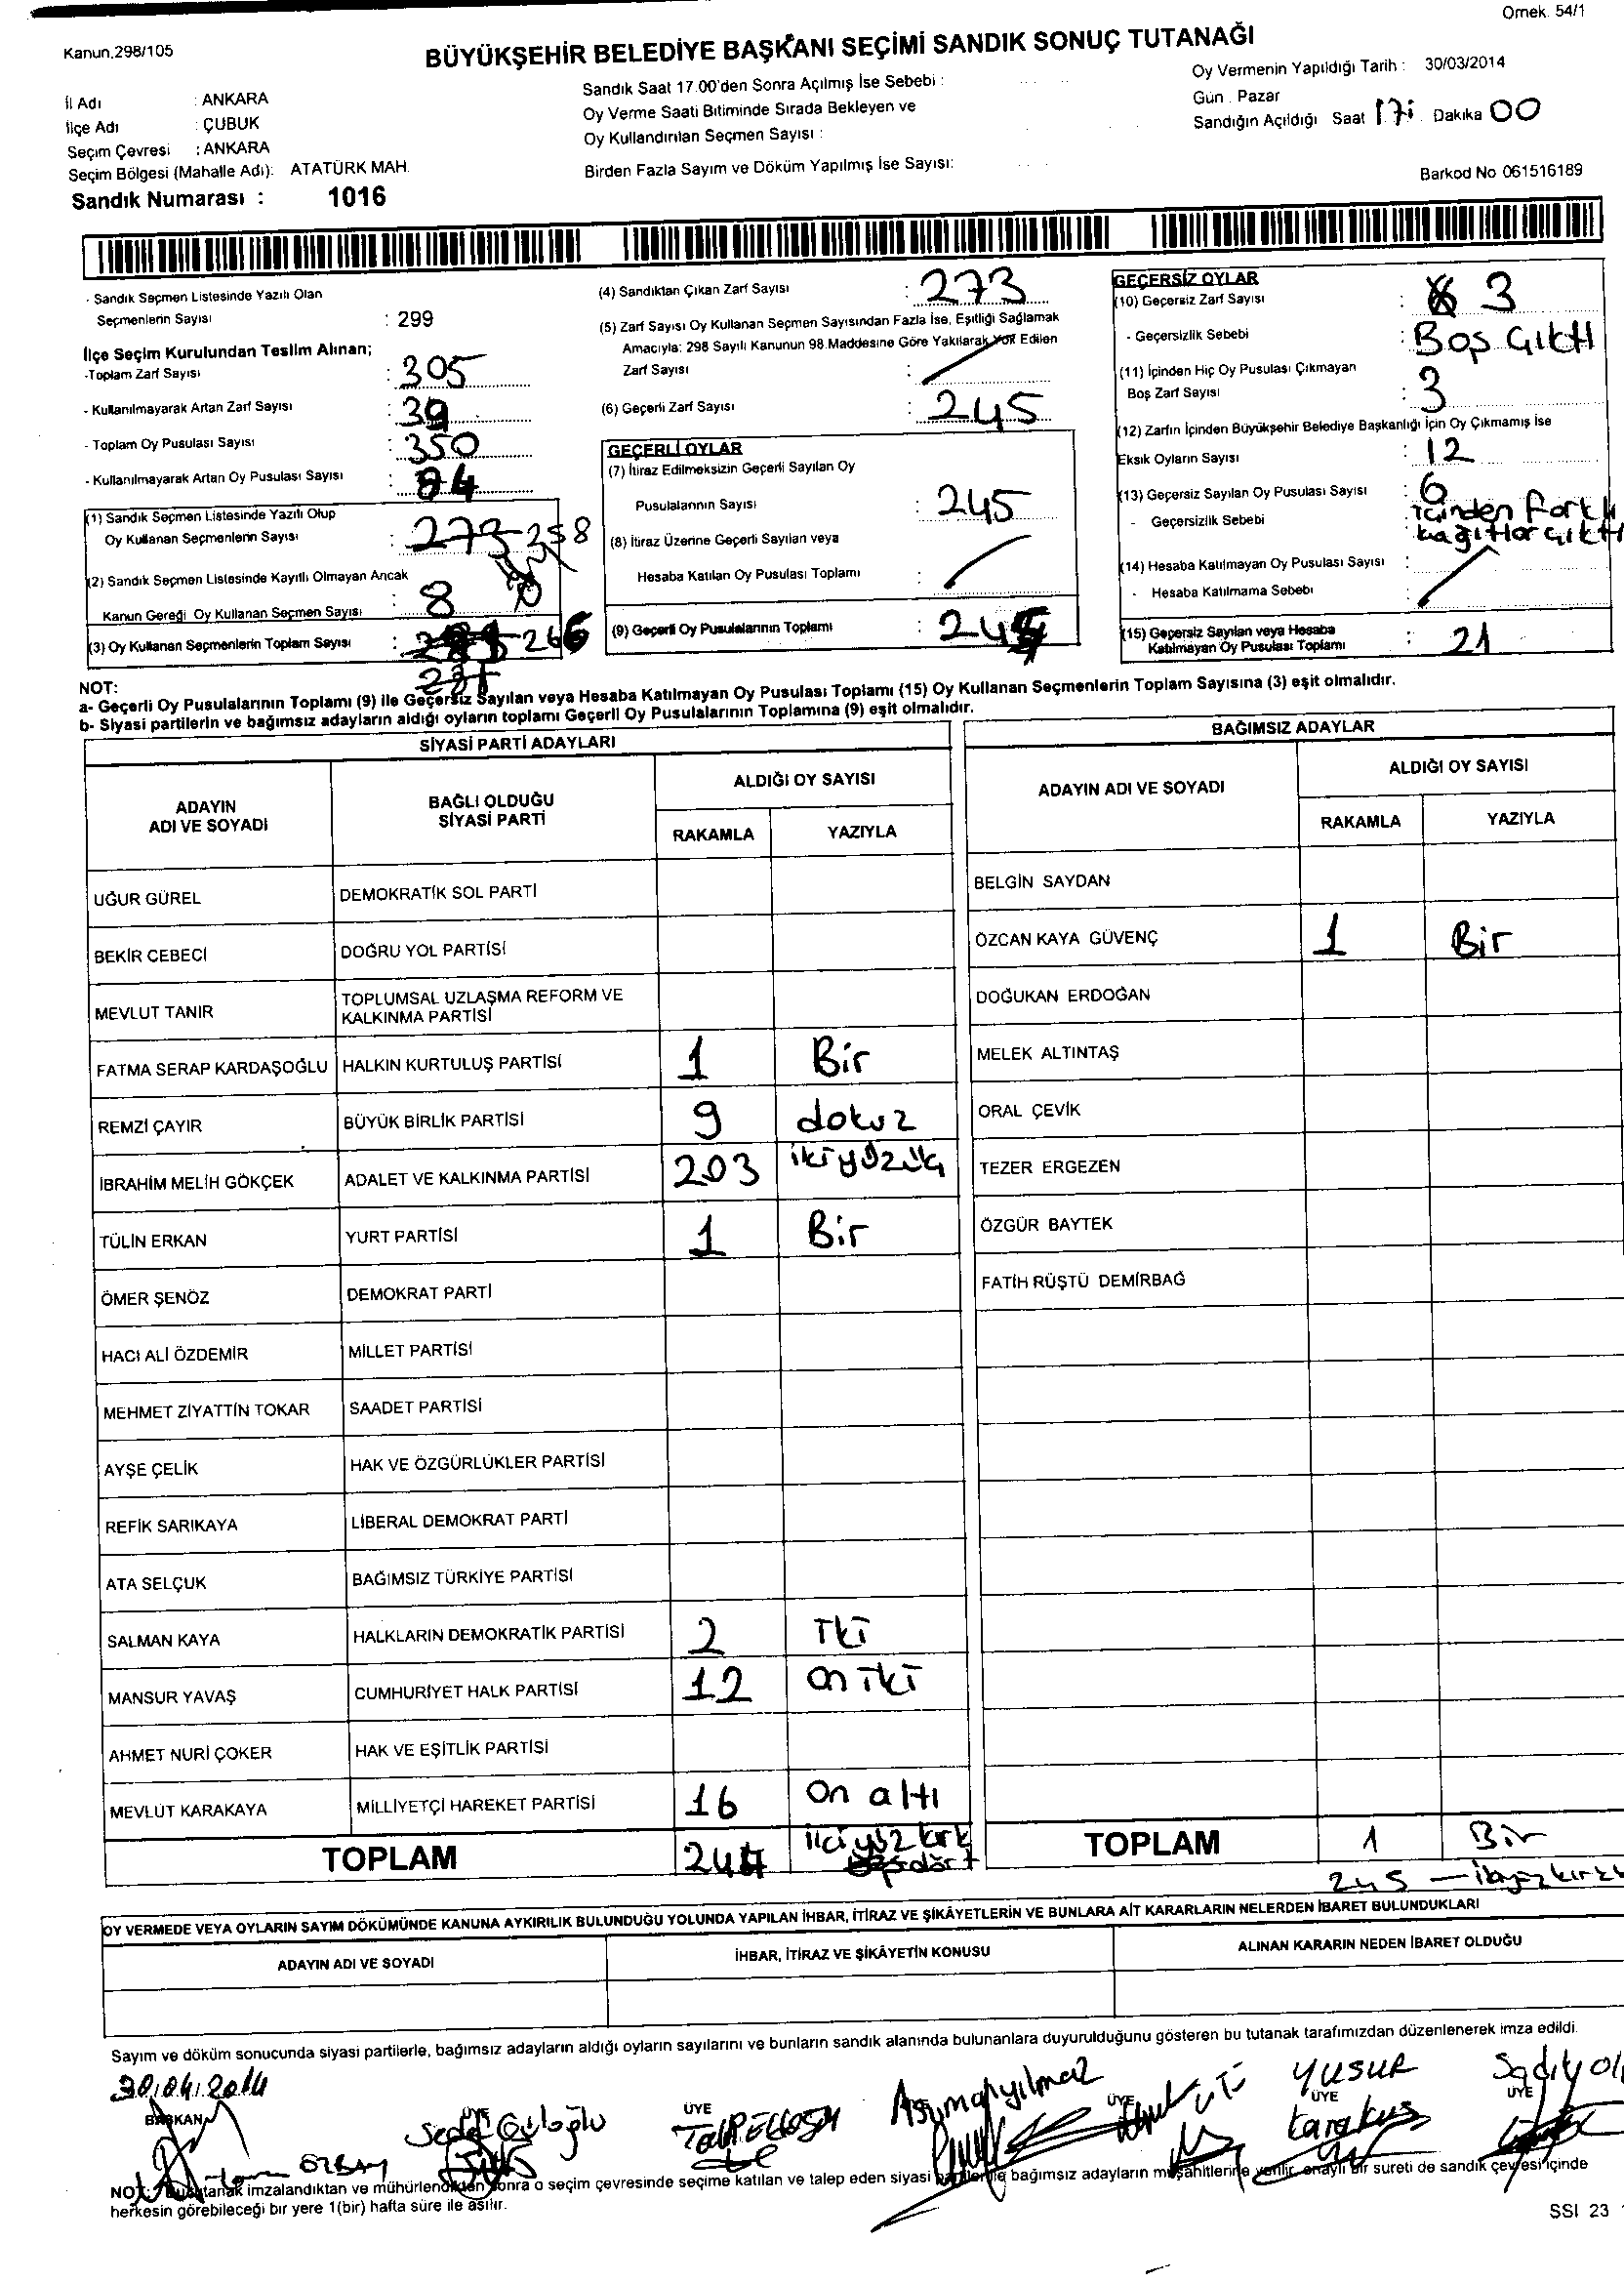 Örnek. 54/1
Kanun.298/105
BÜYÜKŞEHİR BELEDİYE BAŞKANI SEÇİMİ SANDIK SONUÇ TUTANAĞI
İl Adı : ANKARA
İlçe Adı : ÇUBUK
Seçim Çevresi : ANKARA
Seçim Bölgesi (Mahalle Adı): ATATÜRK MAH.
Sandık Numarası : 1016
Sandık Saat 17.00'den Sonra Açılmış İse Sebebi :
Oy Verme Saati Bitiminde Sırada Bekleyen ve
Oy Kullandırılan Seçmen Sayısı :
Birden Fazla Sayım ve Döküm Yapılmış İse Sayısı:
Oy Vermenin Yapıldığı Tarih : 30/03/2014
Gün . Pazar
Sandığın Açıldığı Saat 17: Dakika 00
Barkod No 061516189
- Sandık Seçmen Listesinde Yazılı Olan
Seçmenlerin Sayısı : 299
İlçe Seçim Kurulundan Teslim Alınan;
-Toplam Zarf Sayısı : 305
- Kullanılmayarak Artan Zarf Sayısı : 39
- Toplam Oy Pusulası Sayısı : 350
- Kullanılmayarak Artan Oy Pusulası Sayısı : 84
(1) Sandık Seçmen Listesinde Yazılı Olup
Oy Kullanan Seçmenlerin Sayısı : 273 258
(2) Sandık Seçmen Listesinde Kayıtlı Olmayan Ancak
Kanun Gereği Oy Kullanan Seçmen Sayısı : 8
(3) Oy Kullanan Seçmenlerin Toplam Sayısı : 266
(4) Sandıktan Çıkan Zarf Sayısı : 273
(5) Zarf Sayısı Oy Kullanan Seçmen Sayısından Fazla İse, Eşitliği Sağlamak
Amacıyla: 298 Sayılı Kanunun 98.Maddesine Göre Yakılarak Yok Edilen
Zarf Sayısı :
(6) Geçerli Zarf Sayısı : 245
GEÇERLİ OYLAR
(7) İtiraz Edilmeksizin Geçerli Sayılan Oy
Pusulalarının Sayısı : 245
(8) İtiraz Üzerine Geçerli Sayılan veya
Hesaba Katılan Oy Pusulası Toplamı :
(9) Geçerli Oy Pusulalarının Toplamı : 245
GEÇERSİZ OYLAR
(10) Geçersiz Zarf Sayısı : 3
- Geçersizlik Sebebi : Boş çıktı
(11) İçinden Hiç Oy Pusulası Çıkmayan
Boş Zarf Sayısı : 3
(12) Zarfın İçinden Büyükşehir Belediye Başkanlığı İçin Oy Çıkmamış İse
Eksik Oyların Sayısı : 12
(13) Geçersiz Sayılan Oy Pusulası Sayısı : 6
- Geçersizlik Sebebi : içinden farklı
kağıtlar çıktı
(14) Hesaba Katılmayan Oy Pusulası Sayısı :
- Hesaba Katılmama Sebebi :
(15) Geçersiz Sayılan veya Hesaba
Katılmayan Oy Pusulası Toplamı : 21
NOT:
a- Geçerli Oy Pusulalarının Toplamı (9) ile Geçersiz Sayılan veya Hesaba Katılmayan Oy Pusulası Toplamı (15) Oy Kullanan Seçmenlerin Toplam Sayısına (3) eşit olmalıdır.
b- Siyasi partilerin ve bağımsız adayların aldığı oyların toplamı Geçerli Oy Pusulalarının Toplamına (9) eşit olmalıdır.
SİYASİ PARTİ ADAYLARI
ADAYIN
ADI VE SOYADI
BAĞLI OLDUĞU
SİYASİ PARTİ
ALDIĞI OY SAYISI
RAKAMLA YAZIYLA
UĞUR GÜREL DEMOKRATİK SOL PARTİ
BEKİR CEBECİ DOĞRU YOL PARTİSİ
MEVLUT TANIR TOPLUMSAL UZLAŞMA REFORM VE
KALKINMA PARTİSİ
FATMA SERAP KARDAŞOĞLU HALKIN KURTULUŞ PARTİSİ 1 Bir
REMZİ ÇAYIR BÜYÜK BİRLİK PARTİSİ 9 dokuz
İBRAHİM MELİH GÖKÇEK ADALET VE KALKINMA PARTİSİ 203 ikiyüzüç
TÜLİN ERKAN YURT PARTİSİ 1 Bir
ÖMER ŞENÖZ DEMOKRAT PARTİ
HACI ALİ ÖZDEMİR MİLLET PARTİSİ
MEHMET ZİYATTİN TOKAR SAADET PARTİSİ
AYŞE ÇELİK HAK VE ÖZGÜRLÜKLER PARTİSİ
REFİK SARIKAYA LİBERAL DEMOKRAT PARTİ
ATA SELÇUK BAĞIMSIZ TÜRKİYE PARTİSİ
SALMAN KAYA HALKLARIN DEMOKRATİK PARTİSİ 2 İki
MANSUR YAVAŞ CUMHURİYET HALK PARTİSİ 12 on iki
AHMET NURİ ÇOKER HAK VE EŞİTLİK PARTİSİ
MEVLÜT KARAKAYA MİLLİYETÇİ HAREKET PARTİSİ 16 On altı
TOPLAM 244 ikiyüz kırk
dört
BAĞIMSIZ ADAYLAR
ADAYIN ADI VE SOYADI
ALDIĞI OY SAYISI
RAKAMLA YAZIYLA
BELGİN SAYDAN
ÖZCAN KAYA GÜVENÇ 1 Bir
DOĞUKAN ERDOĞAN
MELEK ALTINTAŞ
ORAL ÇEVİK
TEZER ERGEZEN
ÖZGÜR BAYTEK
FATİH RÜŞTÜ DEMİRBAĞ
TOPLAM 1 Bir
245
OY VERMEDE VEYA OYLARIN SAYIM DÖKÜMÜNDE KANUNA AYKIRILIK BULUNDUĞU YOLUNDA YAPILAN İHBAR, İTİRAZ VE ŞİKÂYETLERİN VE BUNLARA AİT KARARLARIN NELERDEN İBARET BULUNDUKLARI
ADAYIN ADI VE SOYADI İHBAR, İTİRAZ VE ŞİKÂYETİN KONUSU ALINAN KARARIN NEDEN İBARET OLDUĞU
Sayım ve döküm sonucunda siyasi partilerle, bağımsız adayların aldığı oyların sayılarını ve bunların sandık alanında bulunanlara duyurulduğunu gösteren bu tutanak tarafımızdan düzenlenerek imza edildi.
30.04.2014
BAŞKAN ÜYE ÜYE ÜYE ÜYE ÜYE
YUSUF
Karakuş
NOT: Bu tutanak imzalandıktan ve mühürlendikten sonra o seçim çevresinde seçime katılan ve talep eden siyasi partilerle bağımsız adayların müşahitlerine verilir, onaylı bir sureti de sandık çevresi içinde
herkesin görebileceği bir yere 1(bir) hafta süre ile asılır.
SSI 23